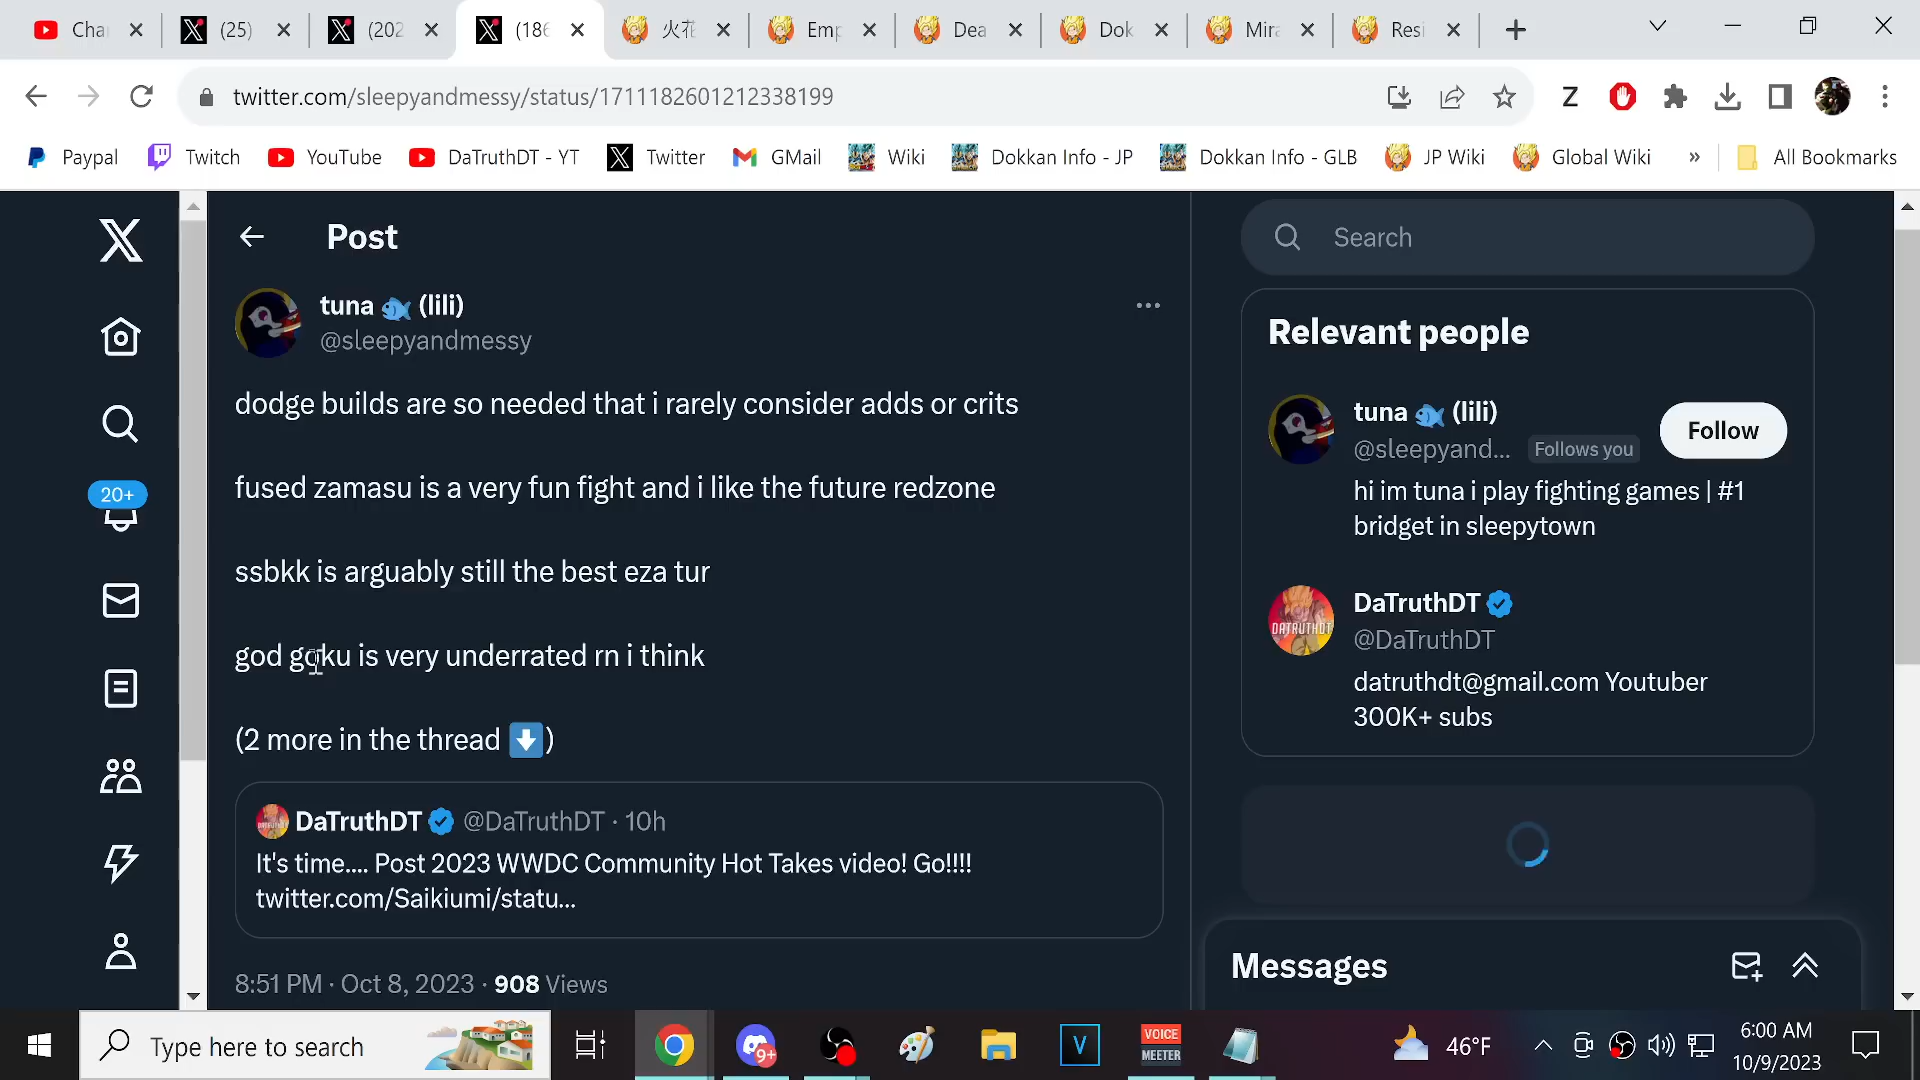 Cha
(25)
(202
(186
火花
Emp
Dea
Dok
Mira
Resi
twitter.com/sleepyandmessy/status/1711182601212338199
Z
Paypal
Twitch
YouTube
DaTruthDT - YT
Twitter
GMail
Wiki
Dokkan Info - JP
Dokkan Info - GLB
JP Wiki
Global Wiki
»
All Bookmarks
Post
Search
tuna (lili)
@sleepyandmessy
dodge builds are so needed that i rarely consider adds or crits
fused zamasu is a very fun fight and i like the future redzone
ssbkk is arguably still the best eza tur
god goku is very underrated rn i think
(2 more in the thread ⬇️)
DaTruthDT @DaTruthDT · 10h
It's time.... Post 2023 WWDC Community Hot Takes video! Go!!!!
twitter.com/Saikiumi/statu...
8:51 PM · Oct 8, 2023 · 908 Views
20+
Relevant people
tuna (lili)
@sleepyand... Follows you
Follow
hi im tuna i play fighting games | #1
bridget in sleepytown
DATRUTHDT
DaTruthDT
@DaTruthDT
datruthdt@gmail.com Youtuber
300K+ subs
Messages
Type here to search
9+
V
VOICE
MEETER
46°F
6:00 AM
10/9/2023